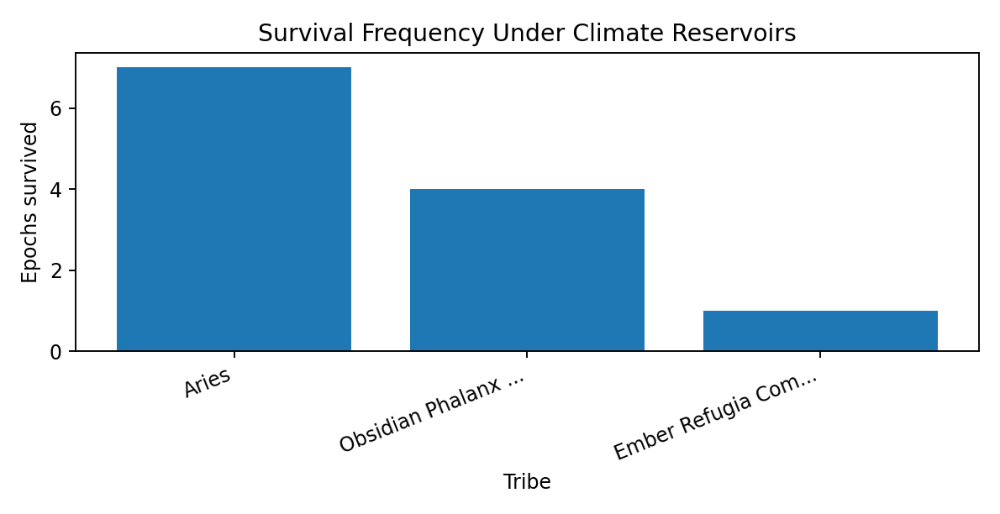 Survival Frequency Under Climate Reservoirs
Epochs survived
6
4
2
0
Aries
Obsidian Phalanx ...
Ember Refugia Com...
Tribe